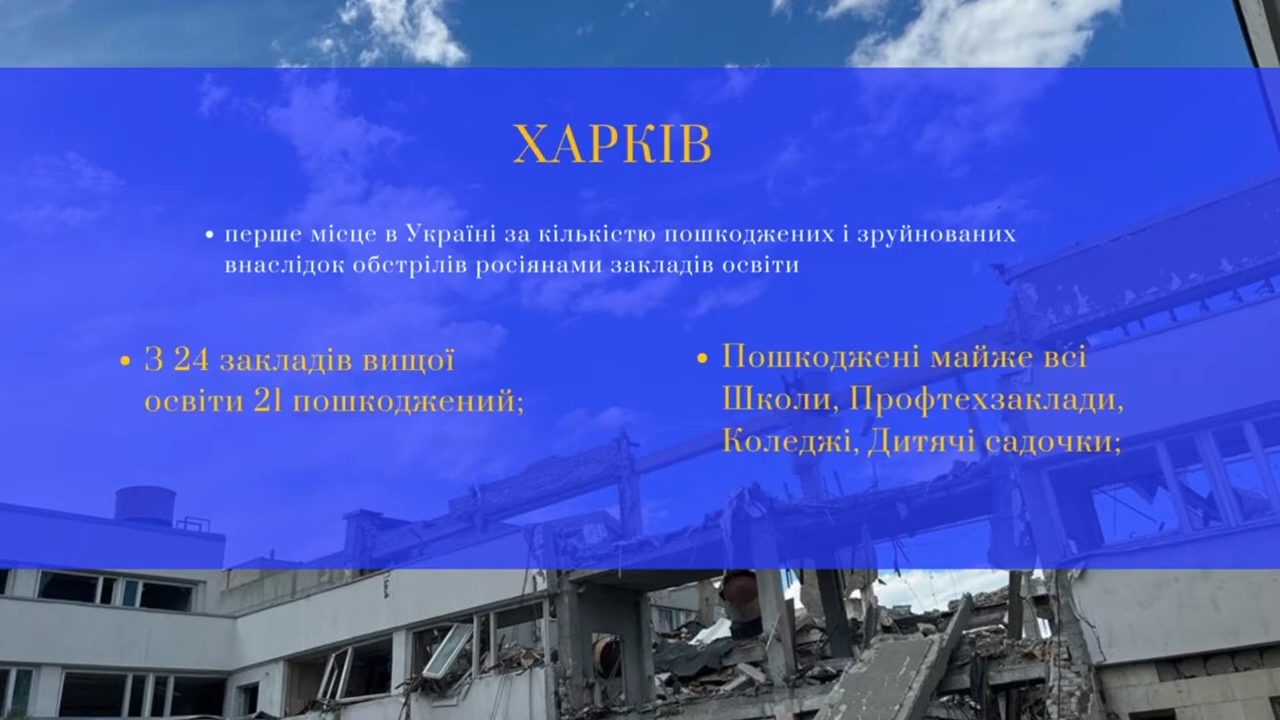 ХАРКІВ
• перше місце в Україні за кількістю пошкоджених і зруйнованих
внаслідок обстрілів росіянами закладів освіти
• З 24 закладів вищої
освіти 21 пошкоджений;
• Пошкоджені майже всі
Школи, Профтехзаклади,
Коледжі, Дитячі садочки;